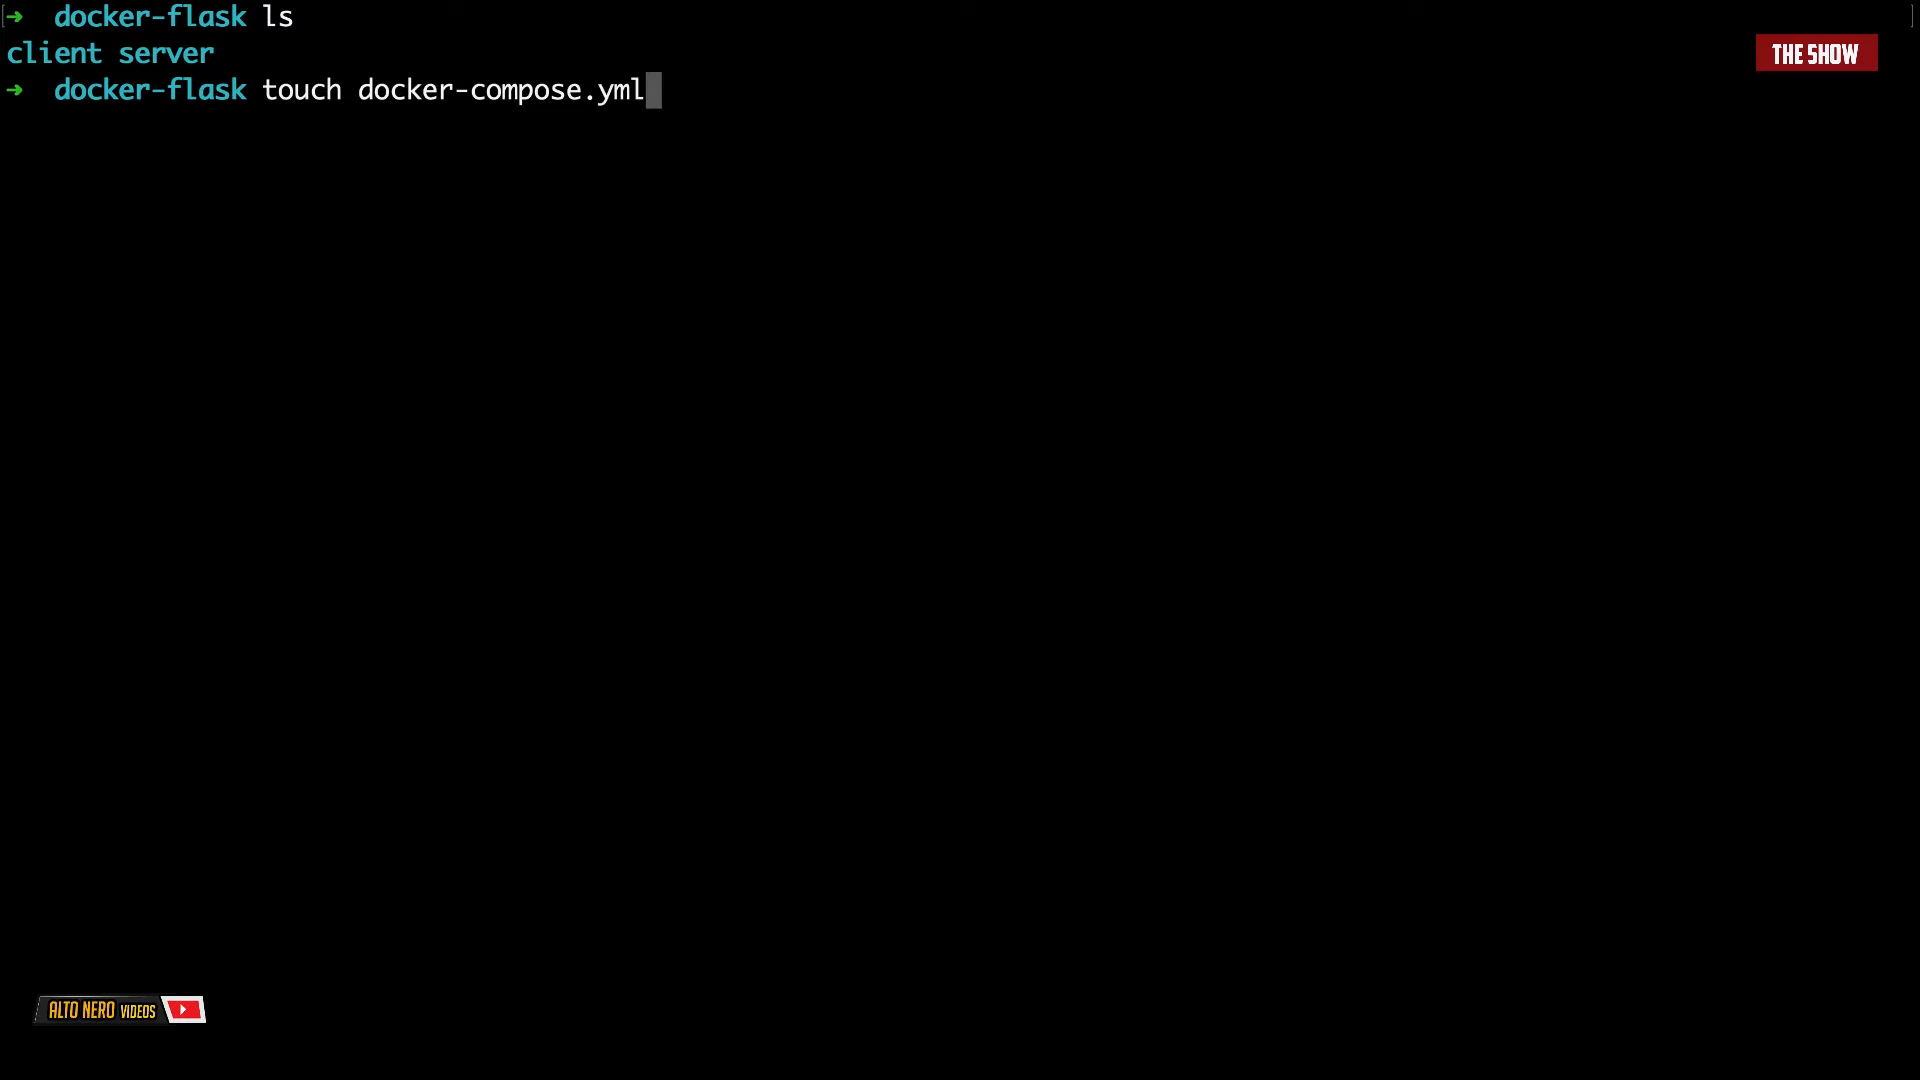 ➜ docker-flask ls
client server
THE SHOW
➜ docker-flask touch docker-compose.yml
ALTO NERO VIDEOS